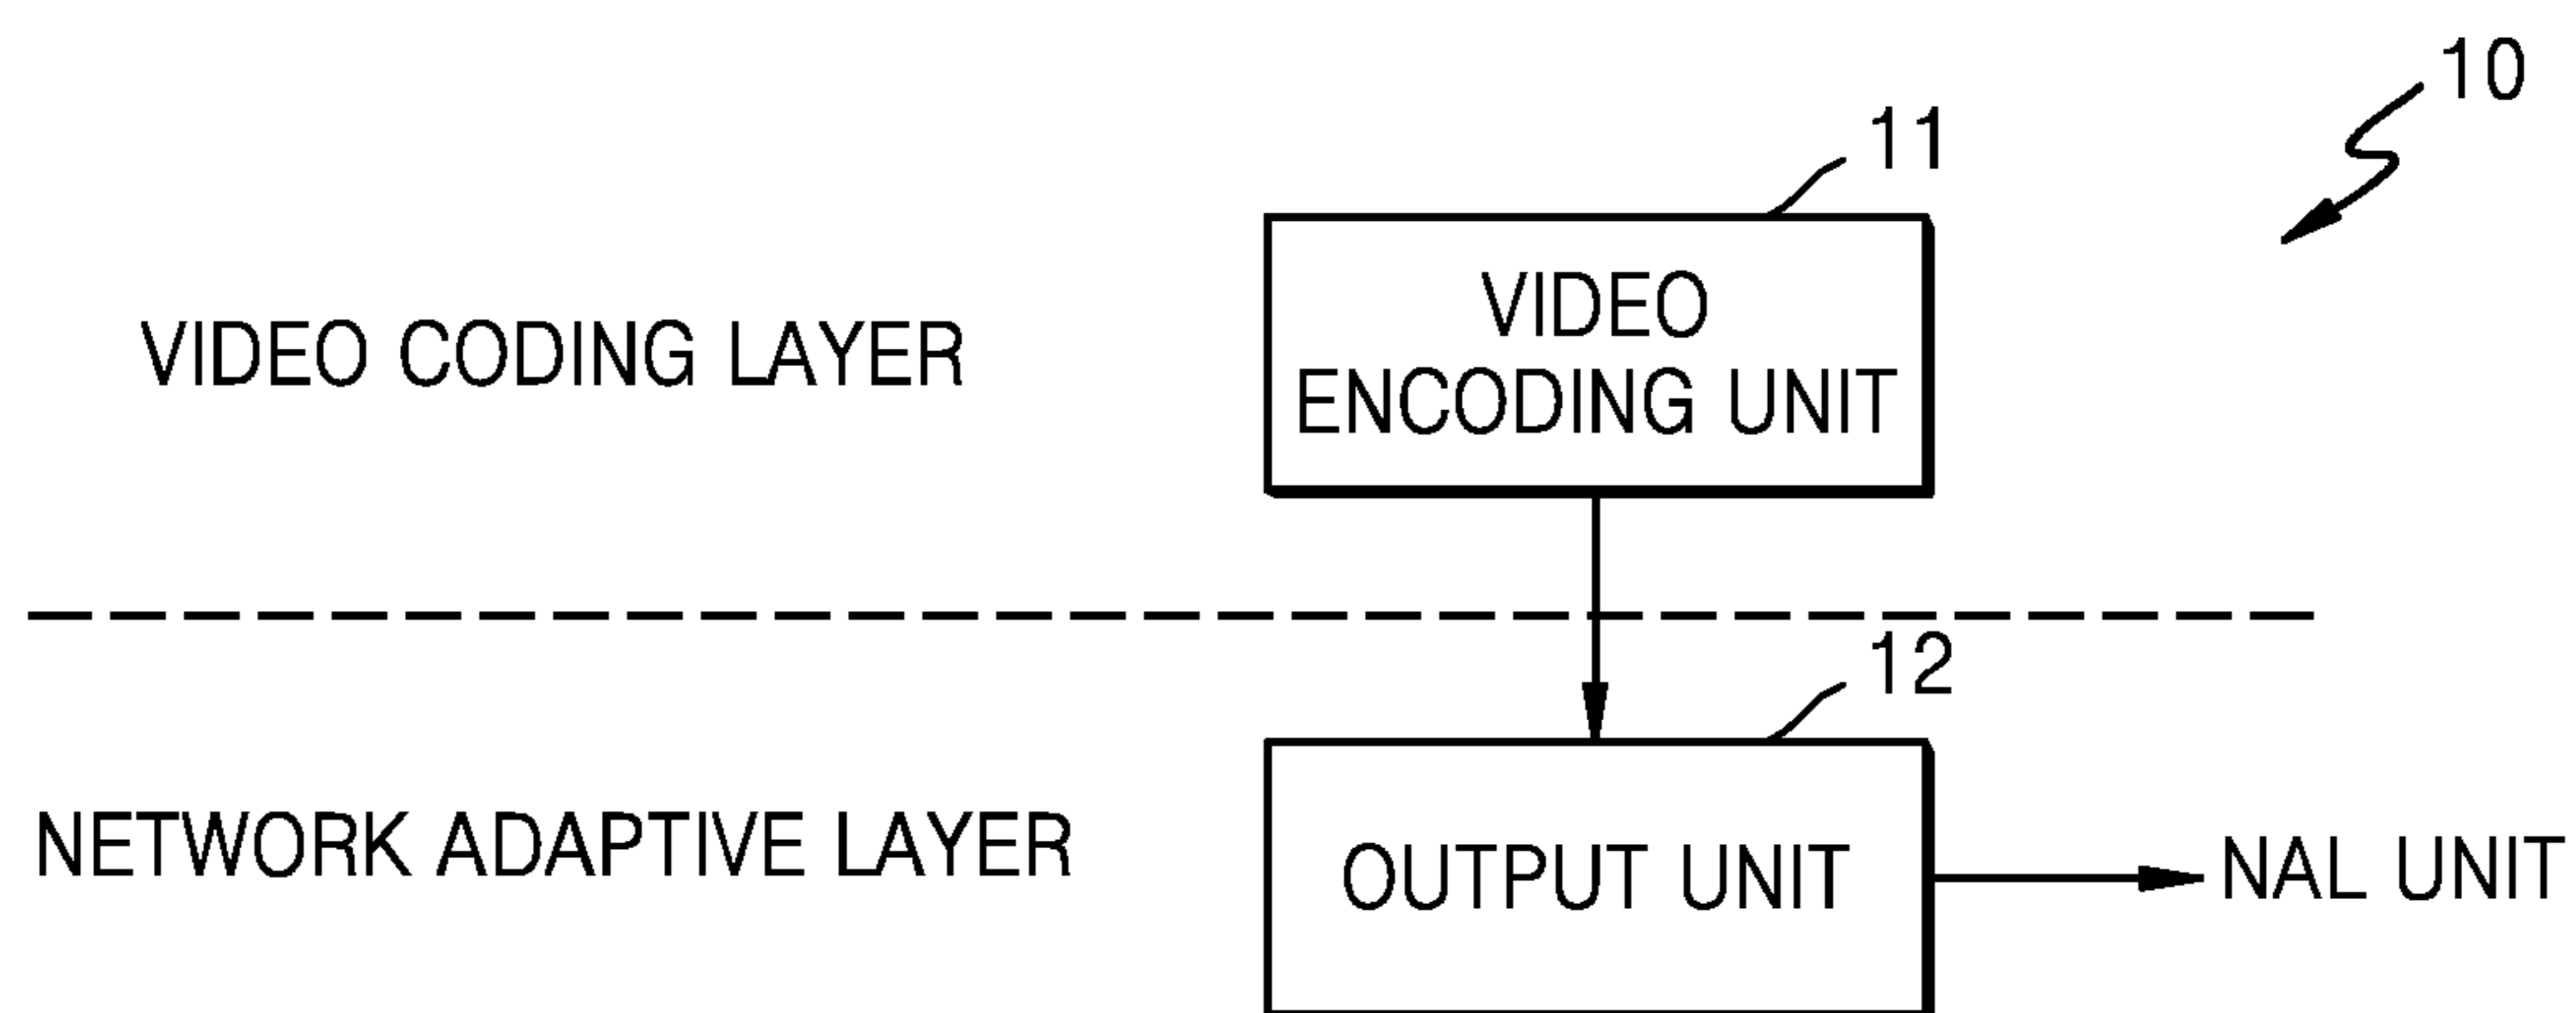 10
11
VIDEO
ENCODING UNIT
VIDEO CODING LAYER
12
NETWORK ADAPTIVE LAYER
OUTPUT UNIT
NAL UNIT